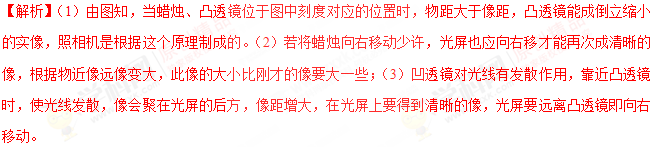 【解析】（1）由图知，当蜡烛、凸透镜位于图中刻度对应的位置时，物距大于像距，凸透镜能成倒立缩小
的实像，照相机是根据这个原理制成的。（2）若将蜡烛向右移动少许，光屏也应向右移才能再次成清晰的
像，根据物近像远像变大，此像的大小比刚才的像要大一些；（3）凹透镜对光线有发散作用，靠近凸透镜
时，使光线发散，像会聚在光屏的后方，像距增大，在光屏上要得到清晰的像，光屏要远离凸透镜即向右
移动。